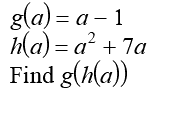 g(a) = a − 1
h(a) = a² + 7a
Find g(h(a))